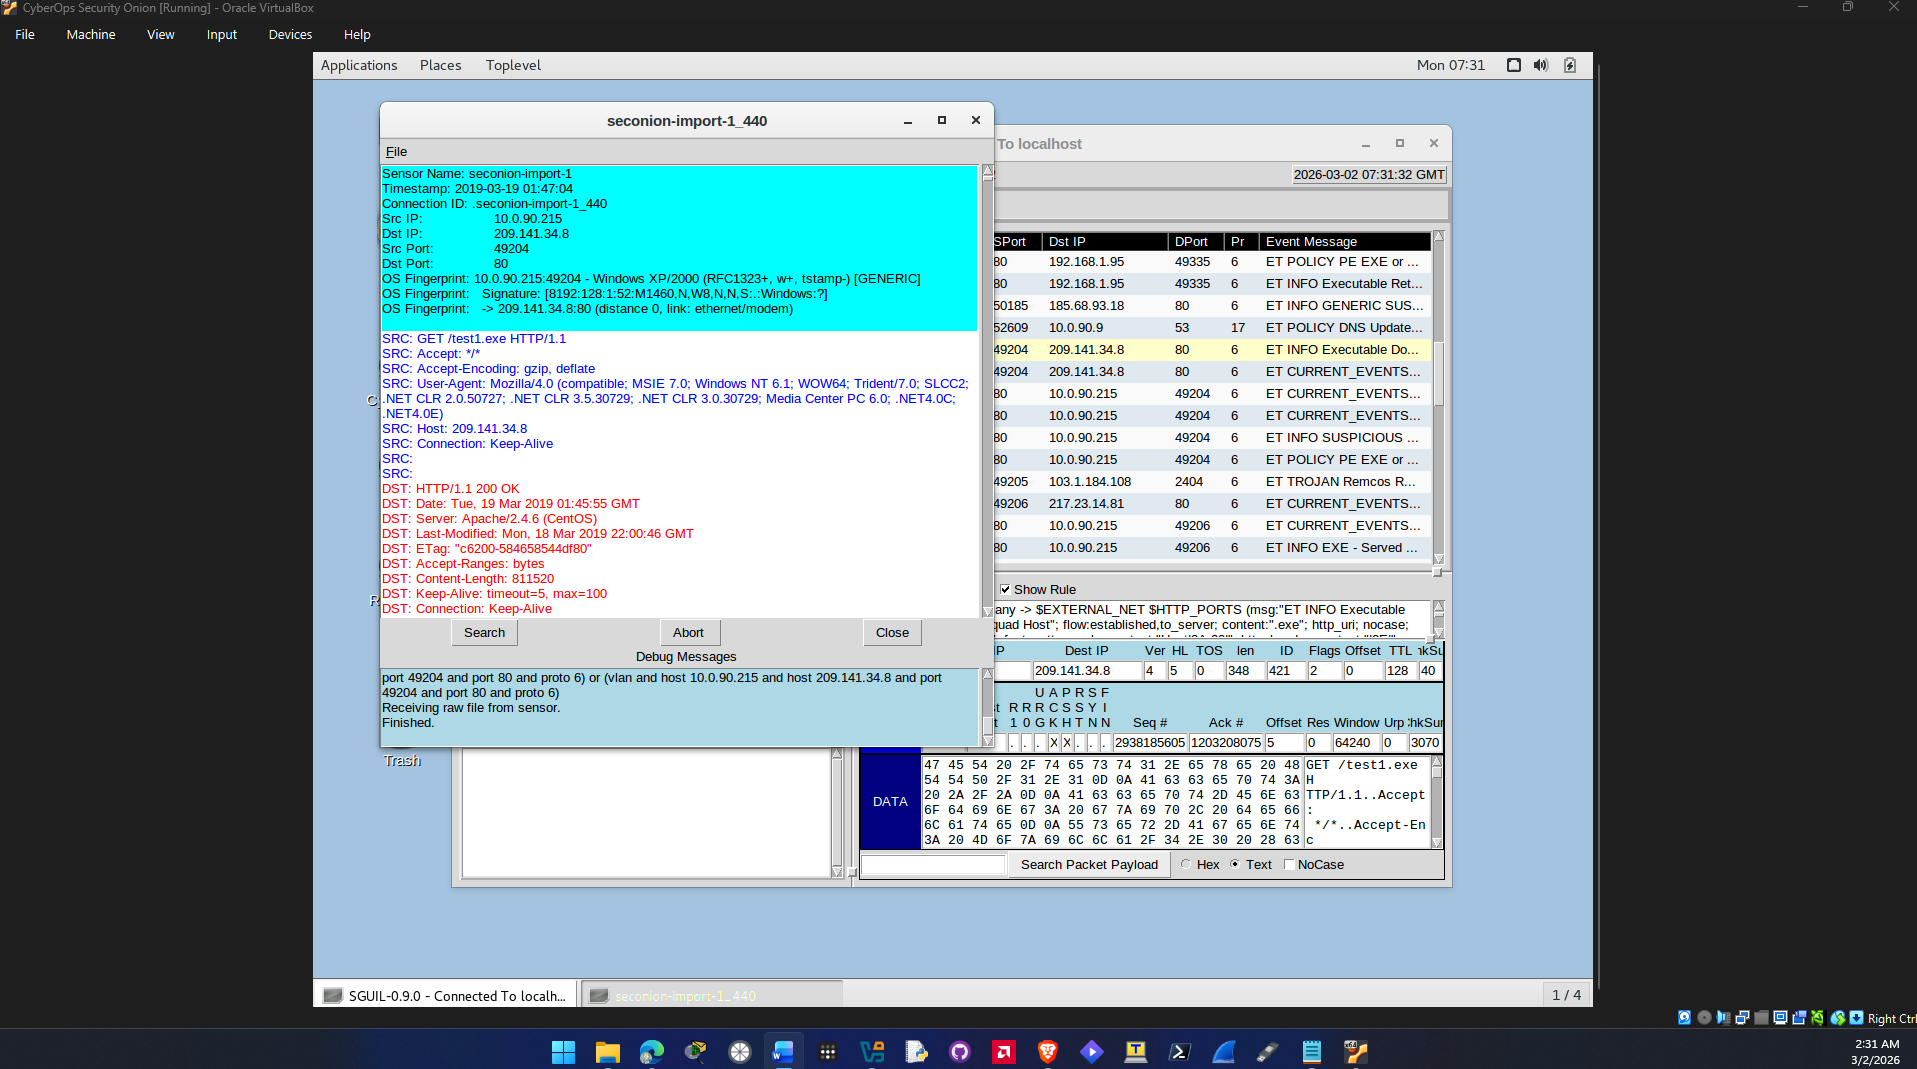 CyberOps Security Onion [Running] - Oracle VirtualBox
File Machine View Input Devices Help
Applications Places Toplevel
Mon 07:31
seconion-import-1_440
File
Sensor Name: seconion-import-1
Timestamp: 2019-03-19 01:47:04
Connection ID: .seconion-import-1_440
Src IP: 10.0.90.215
Dst IP: 209.141.34.8
Src Port: 49204
Dst Port: 80
OS Fingerprint: 10.0.90.215:49204 - Windows XP/2000 (RFC1323+, w+, tstamp-) [GENERIC]
OS Fingerprint: Signature: [8192:128:1:52:M1460,N,W8,N,N,S:.:Windows:?]
OS Fingerprint: -> 209.141.34.8:80 (distance 0, link: ethernet/modem)
SRC: GET /test1.exe HTTP/1.1
SRC: Accept: */*
SRC: Accept-Encoding: gzip, deflate
SRC: User-Agent: Mozilla/4.0 (compatible; MSIE 7.0; Windows NT 6.1; WOW64; Trident/7.0; SLCC2;
.NET CLR 2.0.50727; .NET CLR 3.5.30729; .NET CLR 3.0.30729; Media Center PC 6.0; .NET4.0C;
.NET4.0E)
SRC: Host: 209.141.34.8
SRC: Connection: Keep-Alive
SRC:
SRC:
DST: HTTP/1.1 200 OK
DST: Date: Tue, 19 Mar 2019 01:45:55 GMT
DST: Server: Apache/2.4.6 (CentOS)
DST: Last-Modified: Mon, 18 Mar 2019 22:00:46 GMT
DST: ETag: "c6200-584658544df80"
DST: Accept-Ranges: bytes
DST: Content-Length: 811520
DST: Keep-Alive: timeout=5, max=100
DST: Connection: Keep-Alive
Search Abort Close
Debug Messages
port 49204 and port 80 and proto 6) or (vlan and host 10.0.90.215 and host 209.141.34.8 and port
49204 and port 80 and proto 6)
Receiving raw file from sensor.
Finished.
Trash
To localhost
2026-03-02 07:31:32 GMT
SPort Dst IP DPort Pr Event Message
80 192.168.1.95 49335 6 ET POLICY PE EXE or ...
80 192.168.1.95 49335 6 ET INFO Executable Ret...
50185 185.68.93.18 80 6 ET INFO GENERIC SUS...
52609 10.0.90.9 53 17 ET POLICY DNS Update...
49204 209.141.34.8 80 6 ET INFO Executable Do...
49204 209.141.34.8 80 6 ET CURRENT_EVENTS...
80 10.0.90.215 49204 6 ET CURRENT_EVENTS...
80 10.0.90.215 49204 6 ET CURRENT_EVENTS...
80 10.0.90.215 49204 6 ET INFO SUSPICIOUS ...
80 10.0.90.215 49204 6 ET POLICY PE EXE or ...
49205 103.1.184.108 2404 6 ET TROJAN Remcos R...
49206 217.23.14.81 80 6 ET CURRENT_EVENTS...
80 10.0.90.215 49206 6 ET CURRENT_EVENTS...
80 10.0.90.215 49206 6 ET INFO EXE - Served ...
Show Rule
any -> $EXTERNAL_NET $HTTP_PORTS (msg:"ET INFO Executable
quad Host"; flow:established,to_server; content:".exe"; http_uri; nocase;
Dest IP Ver HL TOS len ID Flags Offset TTL
209.141.34.8 4 5 0 348 421 2 0 128 40
U A P R S F
R R R C S S Y I
1 0 G K H T N N Seq # Ack # Offset Res Window Urp
. . . X X . . . 2938185605 1203208075 5 0 64240 0 3070
DATA
47 45 54 20 2F 74 65 73 74 31 2E 65 78 65 20 48 GET /test1.exe H
54 54 50 2F 31 2E 31 0D 0A 41 63 63 65 70 74 3A TTP/1.1..Accept:
20 2A 2F 2A 0D 0A 41 63 63 65 70 74 2D 45 6E 63 */*..Accept-Enc
6F 64 69 6E 67 3A 20 67 7A 69 70 2C 20 64 65 66
6C 61 74 65 0D 0A 55 73 65 72 2D 41 67 65 6E 74
3A 20 4D 6F 7A 69 6C 6C 61 2F 34 2E 30 20 28 63
Search Packet Payload Hex Text NoCase
SGUIL-0.9.0 - Connected To localh...
seconion-import-1_440
1 / 4
Right Ctrl
2:31 AM
3/2/2026